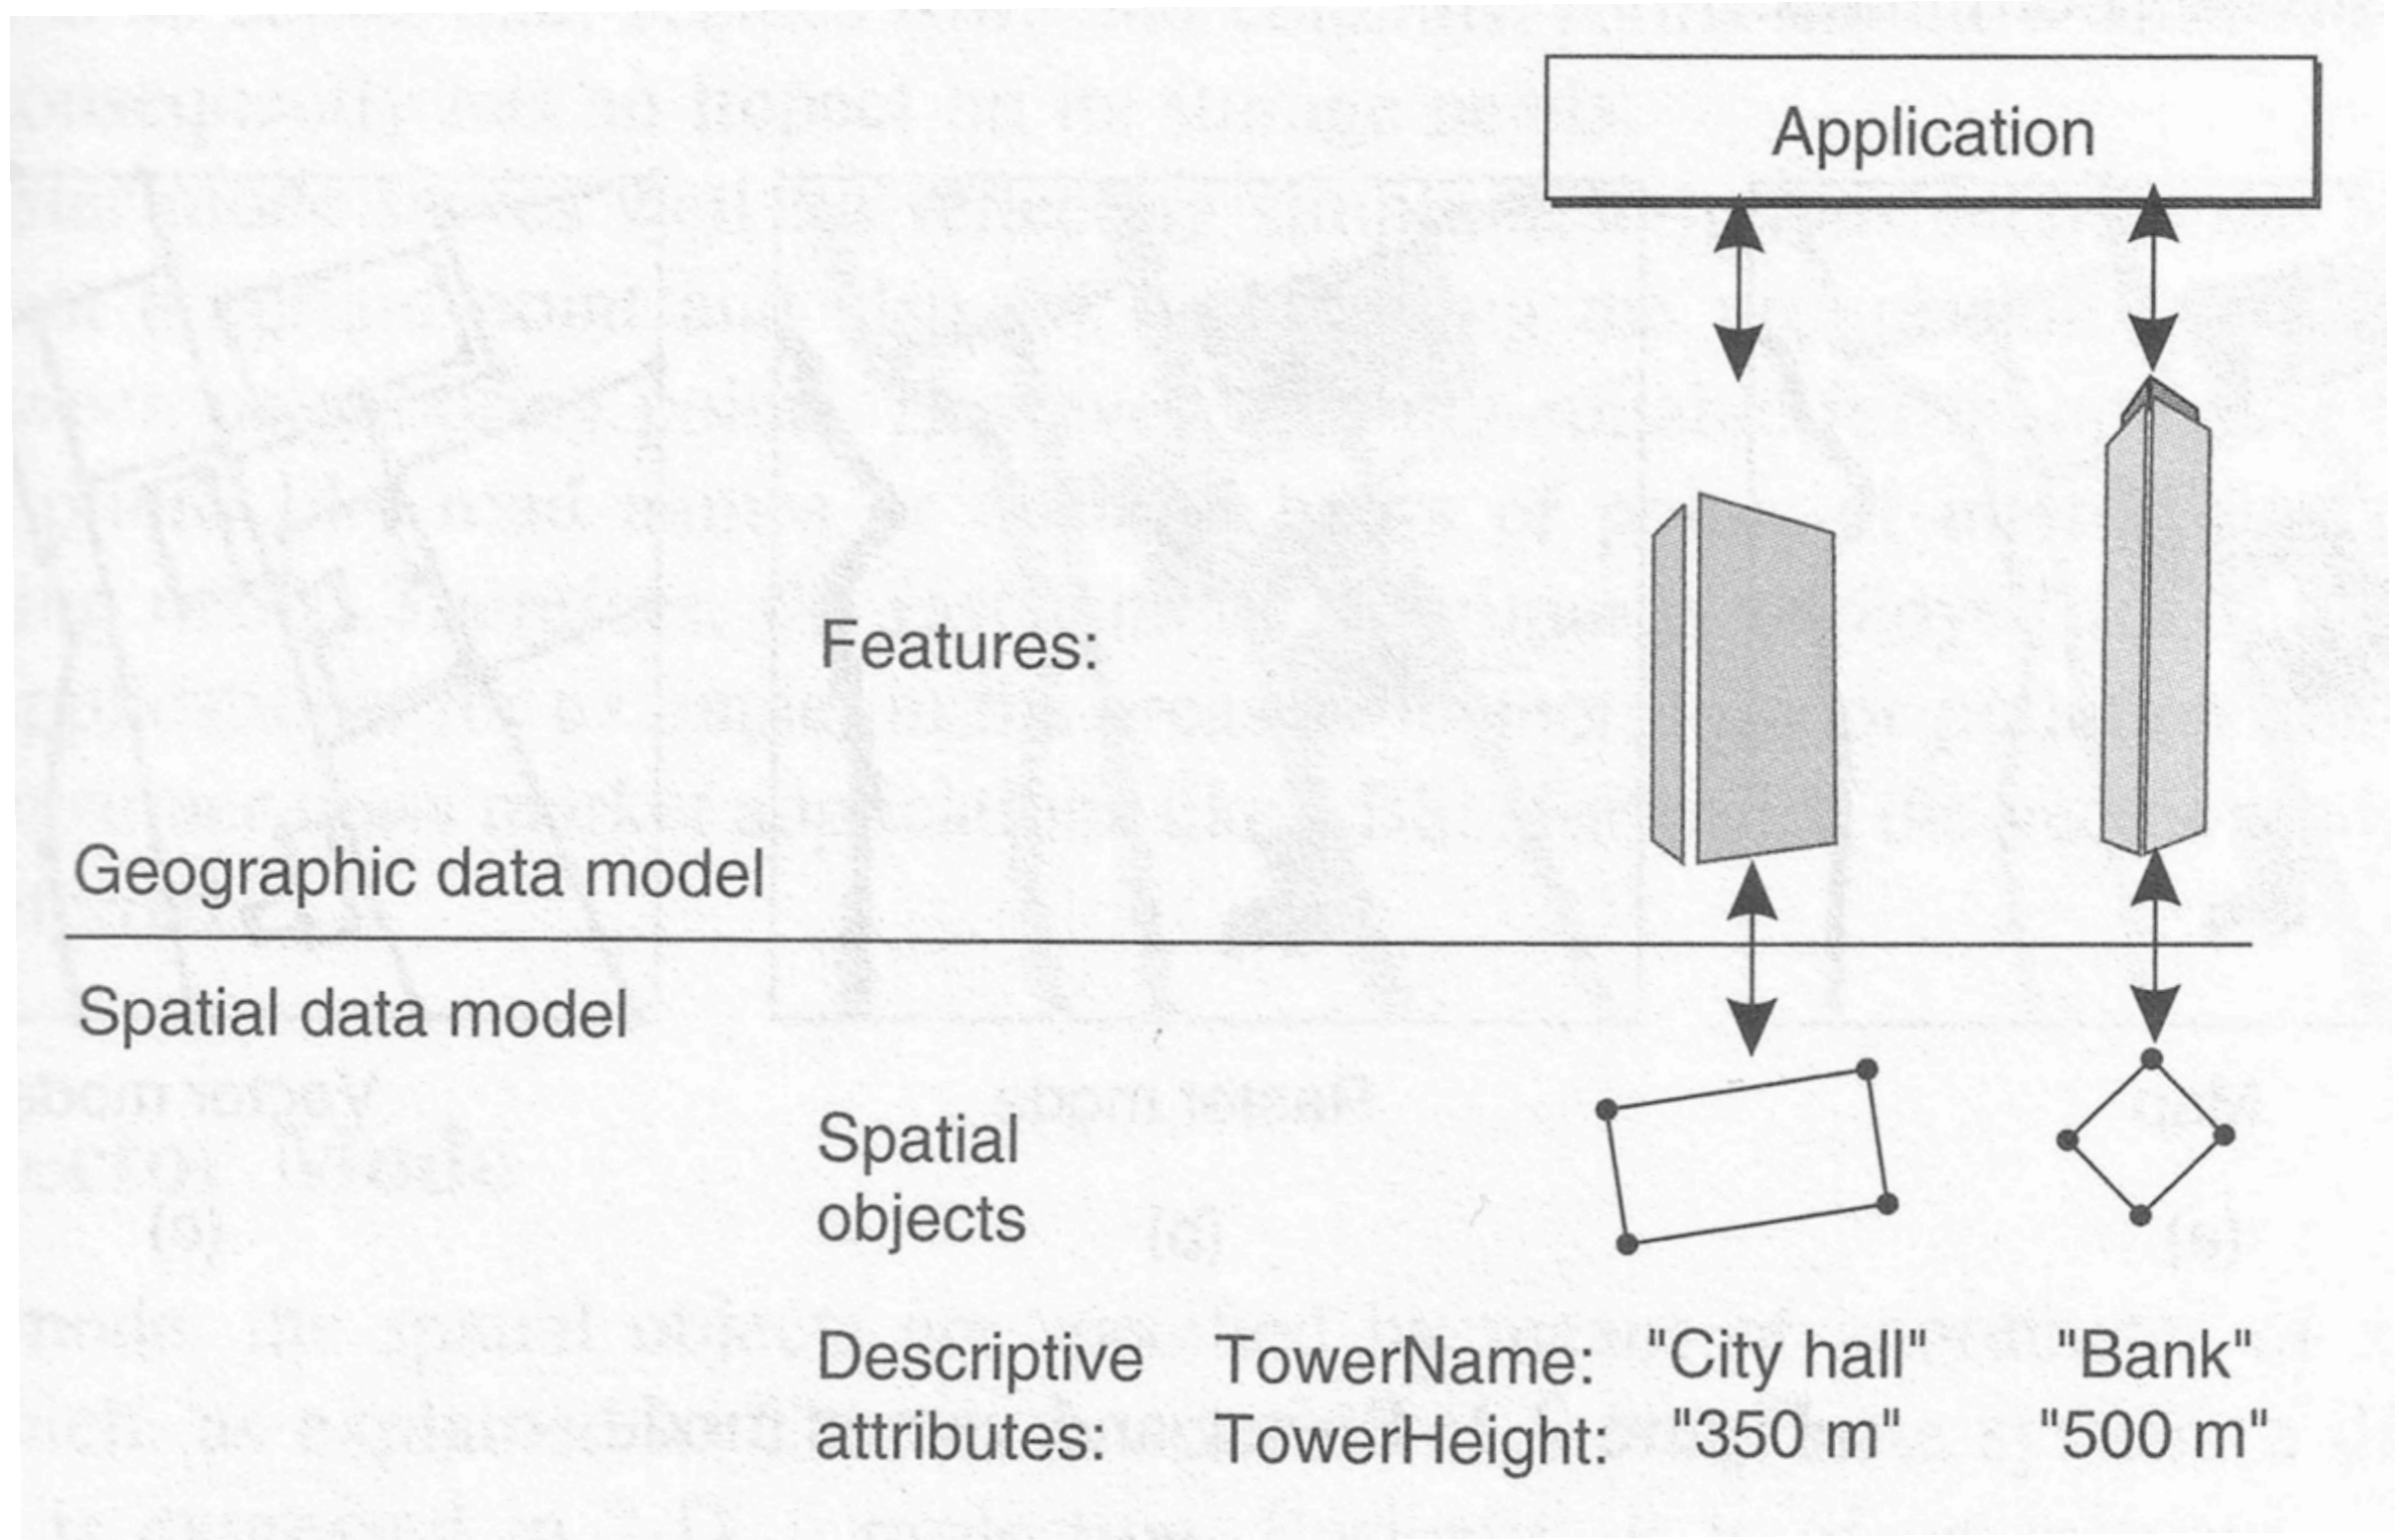 Application
Features:
Geographic data model
Spatial data model
Spatial
objects
Descriptive
attributes:
TowerName: "City hall" "Bank"
TowerHeight: "350 m" "500 m"